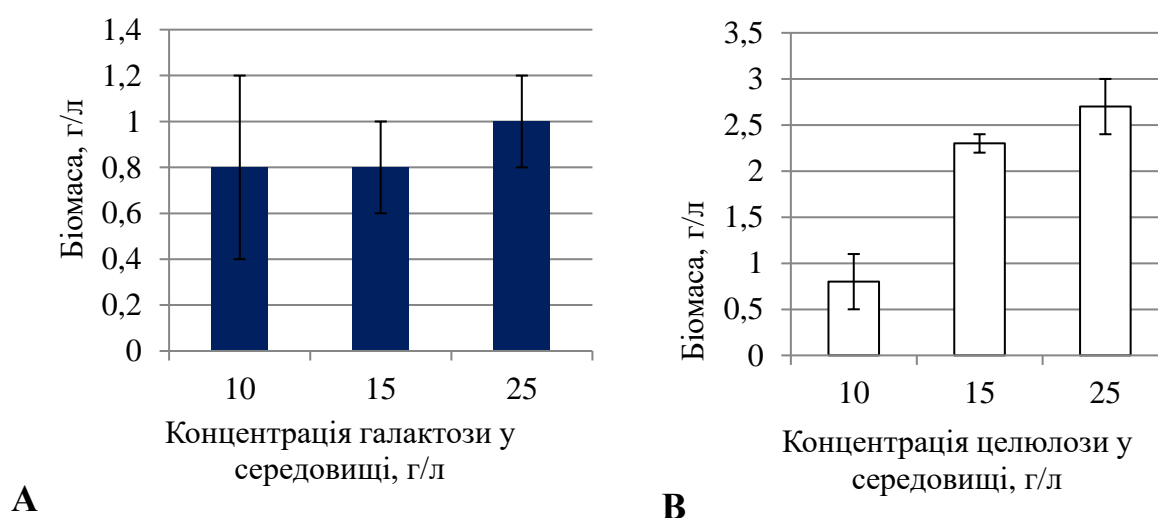 1,4
1,2
1
0,8
0,6
0,4
0,2
0
Біомаса, г/л
10 15 25
Концентрація галактози у
середовищі, г/л
А
3,5
3
2,5
2
1,5
1
0,5
0
Біомаса, г/л
10 15 25
Концентрація целюлози у
середовищі, г/л
В